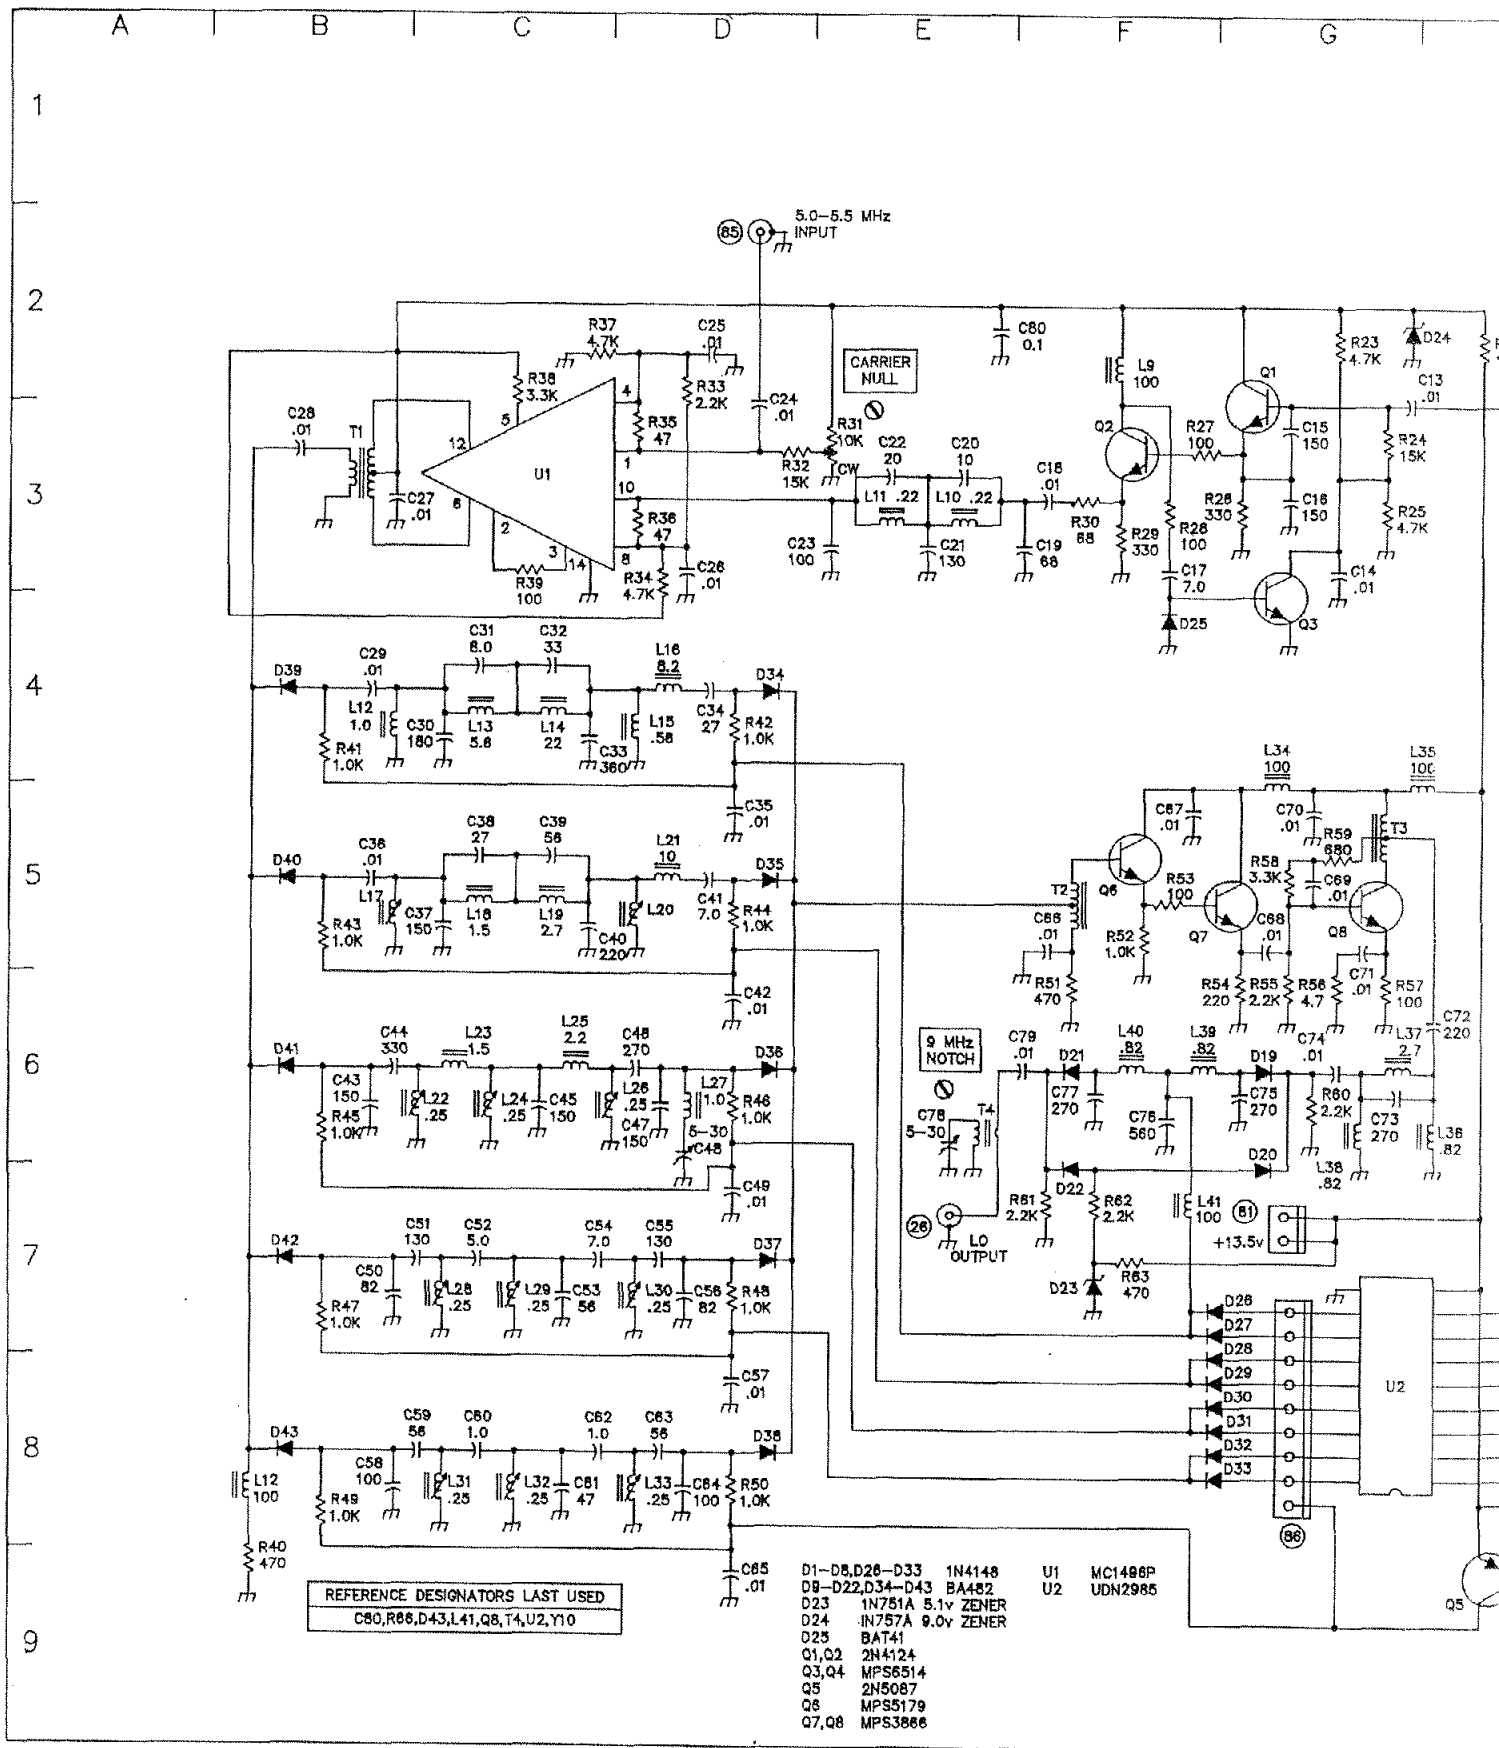 A B C D E F G
1
5.0–5.5 MHz
INPUT
85
2
R37
4.7K
C25
.01
C80
0.1
D24
CARRIER
NULL
L9
100
R23
4.7K
Q1
C13
.01
R38
3.3K
R33
2.2K
C24
.01
C28
.01
T1
R35
47
R31
10K
C22
20
C20
10
Q2
R27
100
C15
150
R24
15K
12
5
4
1
U1
R32
15K
CW
3
C27
.01
6
10
L11 .22
L10 .22
C18
.01
R26
330
C16
150
R25
4.7K
2
3
14
8
R36
47
R30
68
R29
330
R28
100
R39
100
R34
4.7K
C26
.01
C23
100
C21
130
C19
68
C17
7.0
C14
.01
D25
Q3
C31
8.0
C32
33
L16
8.2
4
D39
C29
.01
D34
L12
1.0
C30
180
L13
5.6
L14
22
C33
360
L15
.56
C34
27
R42
1.0K
R41
1.0K
L34
100
L35
100
C35
.01
C67
.01
C70
.01
T3
R59
680
C38
27
C39
56
L21
10
5
D40
C36
.01
D35
L17
C37
150
L18
1.5
L19
2.7
C40
220
L20
C41
7.0
R44
1.0K
R43
1.0K
T2
Q6
R53
100
R58
3.3K
C69
.01
C66
.01
R52
1.0K
Q7
C68
.01
Q8
C42
.01
R51
470
R54
220
R55
2.2K
R56
4.7
C71
.01
R57
100
C72
220
6
D41
C44
330
L23
1.5
L25
2.2
C48
270
D36
9 MHz
NOTCH
C79
.01
D21
L40
.82
L39
.82
D19
C74
.01
L37
2.7
C43
150
L22
.25
L24
.25
C45
150
L26
.25
L27
1.0
R45
1.0K
C47
150
5–30
C48
R46
1.0K
C78
5–30
T4
C77
270
C76
560
C75
270
R60
2.2K
C73
270
L36
.82
L38
.82
D22
D20
C49
.01
R61
2.2K
R62
2.2K
L41
100
81
+13.5v
26
LO
OUTPUT
7
D42
C51
130
C52
5.0
C54
7.0
C55
130
D37
C50
82
L28
.25
L29
.25
C53
56
L30
.25
C56
82
R48
1.0K
R47
1.0K
D23
R63
470
D26
D27
D28
D29
D30
D31
D32
D33
U2
86
C57
.01
8
D43
C59
56
C60
1.0
C62
1.0
C63
56
D38
L12
100
C58
100
L31
.25
L32
.25
C61
47
L33
.25
C64
100
R50
1.0K
R49
1.0K
R40
470
C65
.01
Q5
REFERENCE DESIGNATORS LAST USED
C80,R66,D43,L41,Q8,T4,U2,Y10
9
D1–D8,D26–D33 1N4148 U1 MC1496P
D9–D22,D34–D43 BA482 U2 UDN2985
D23 1N751A 5.1v ZENER
D24 IN757A 9.0v ZENER
D25 BAT41
Q1,Q2 2N4124
Q3,Q4 MPS6514
Q5 2N5087
Q6 MPS5179
Q7,Q8 MPS3866